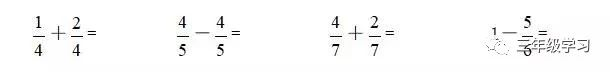 1/4 + 2/4 = 4/5 − 4/5 = 4/7 + 2/7 = 1 − 5/6 =
三年级学习